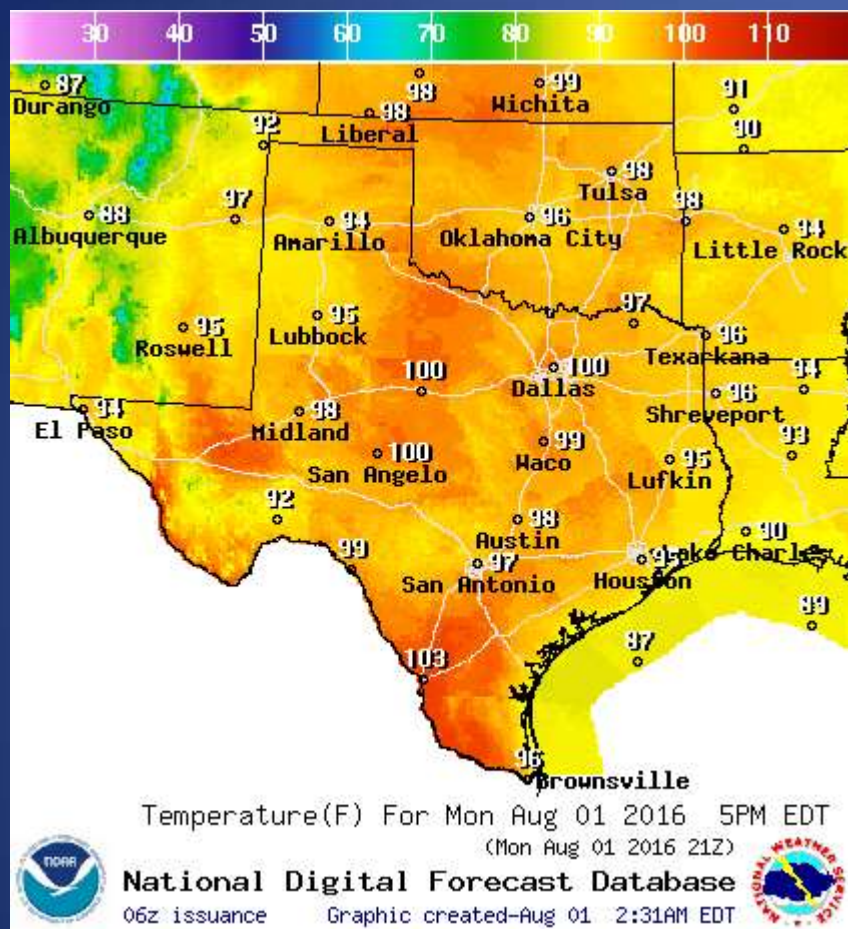 30 40 50 60 70 80 90 100 110
87
Durango
98
99
Wichita
91
98
Liberal
92
90
98
Tulsa
88
Albuquerque
97
94
Amarillo
96
Oklahoma City
98
94
Little Rock
95
Roswell
95
Lubbock
97
96
Texarkana
100
100
Dallas
96
Shreveport
94
94
El Paso
98
Midland
100
San Angelo
99
Waco
95
Lufkin
93
92
98
Austin
90
Lake Charles
99
97
San Antonio
95
Houston
89
87
103
96
Brownsville
Temperature(F) For Mon Aug 01 2016 5PM EDT
(Mon Aug 01 2016 21Z)
NOAA
National Digital Forecast Database
06z issuance Graphic created-Aug 01 2:31AM EDT
NATIONAL WEATHER SERVICE